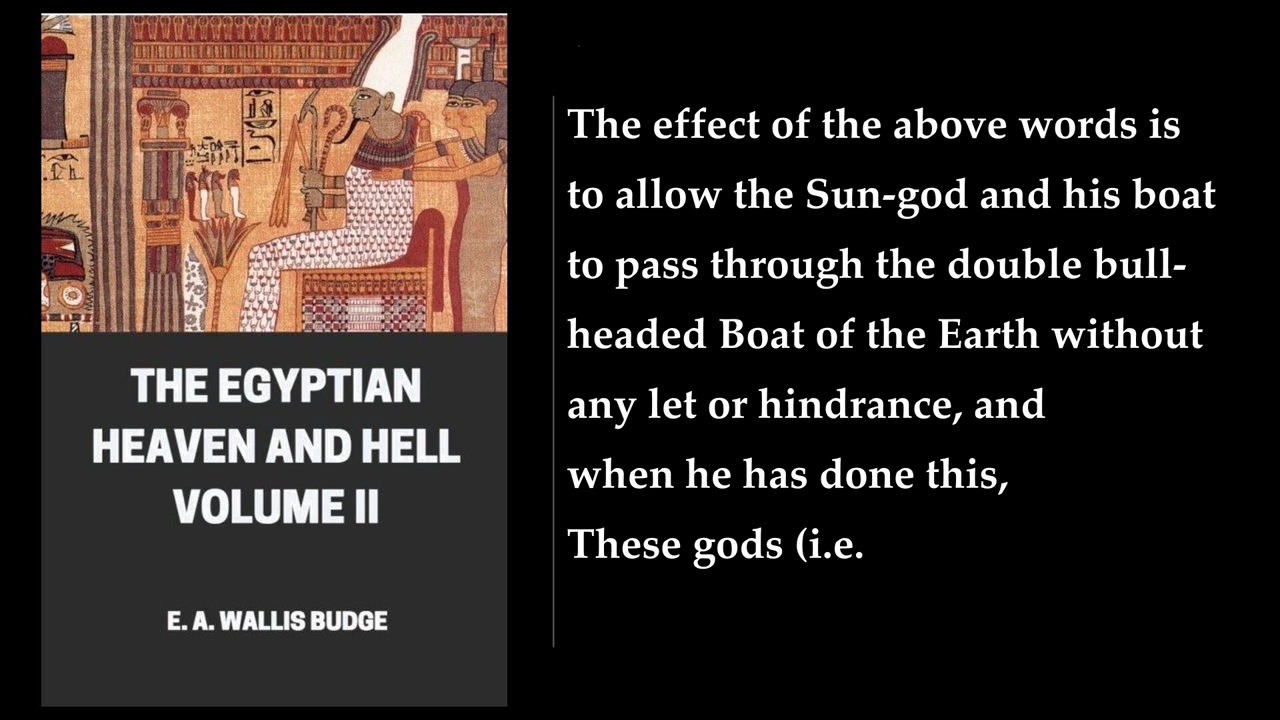 THE EGYPTIAN
HEAVEN AND HELL
VOLUME II
E. A. WALLIS BUDGE
The effect of the above words is
to allow the Sun-god and his boat
to pass through the double bull-
headed Boat of the Earth without
any let or hindrance, and
when he has done this,
These gods (i.e.